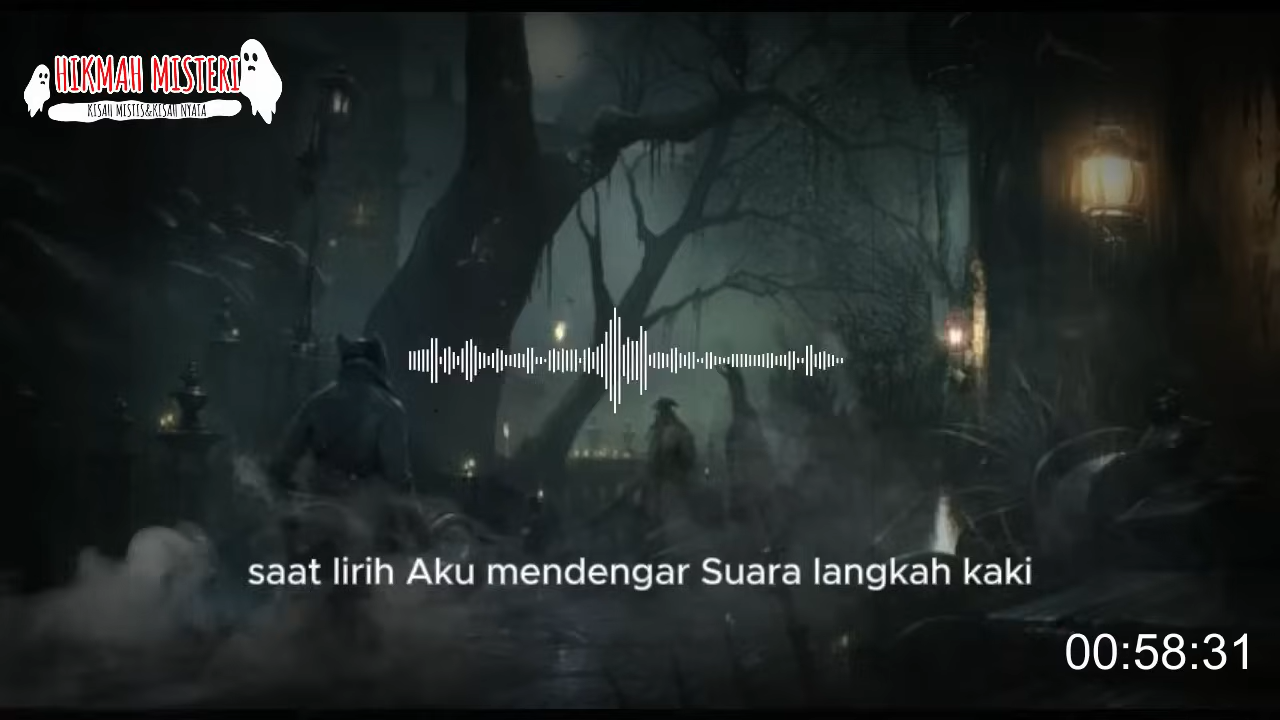 HIKMAH MISTERI
KISAH MISTIS&KISAH NYATA
saat lirih Aku mendengar Suara langkah kaki
00:58:31